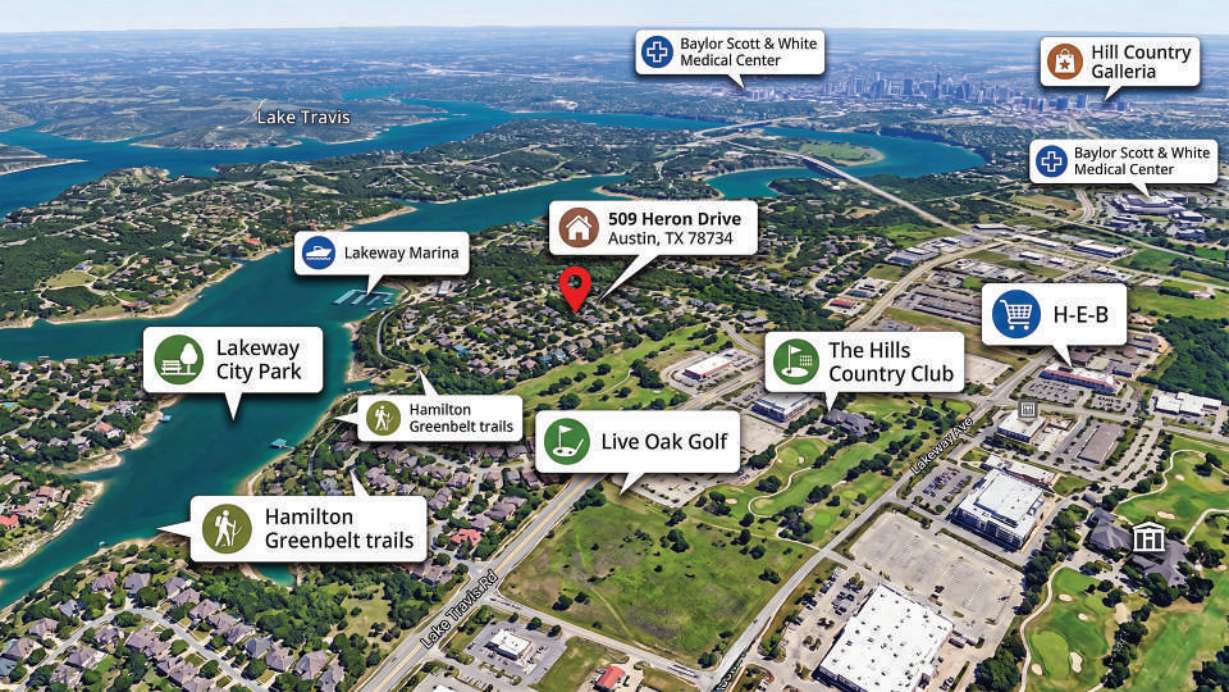 Baylor Scott & White
Medical Center
Hill Country
Galleria
Lake Travis
Baylor Scott & White
Medical Center
509 Heron Drive
Austin, TX 78734
Lakeway Marina
H-E-B
Lakeway
City Park
The Hills
Country Club
Hamilton
Greenbelt trails
Live Oak Golf
Lakeway Ave
Hamilton
Greenbelt trails
Lake Travis Rd